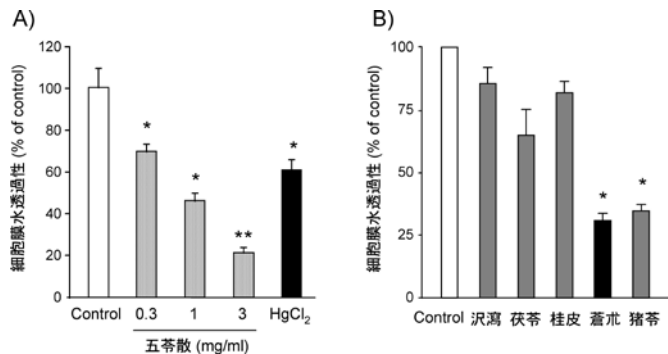 A)
細胞膜水透過性 (% of control)
120
100
80
60
40
20
0
*
*
**
*
Control 0.3 1 3 HgCl2
五苓散 (mg/ml)
B)
細胞膜水透過性 (% of control)
100
75
50
25
0
*
*
Control 沢瀉 茯苓 桂皮 蒼朮 猪苓